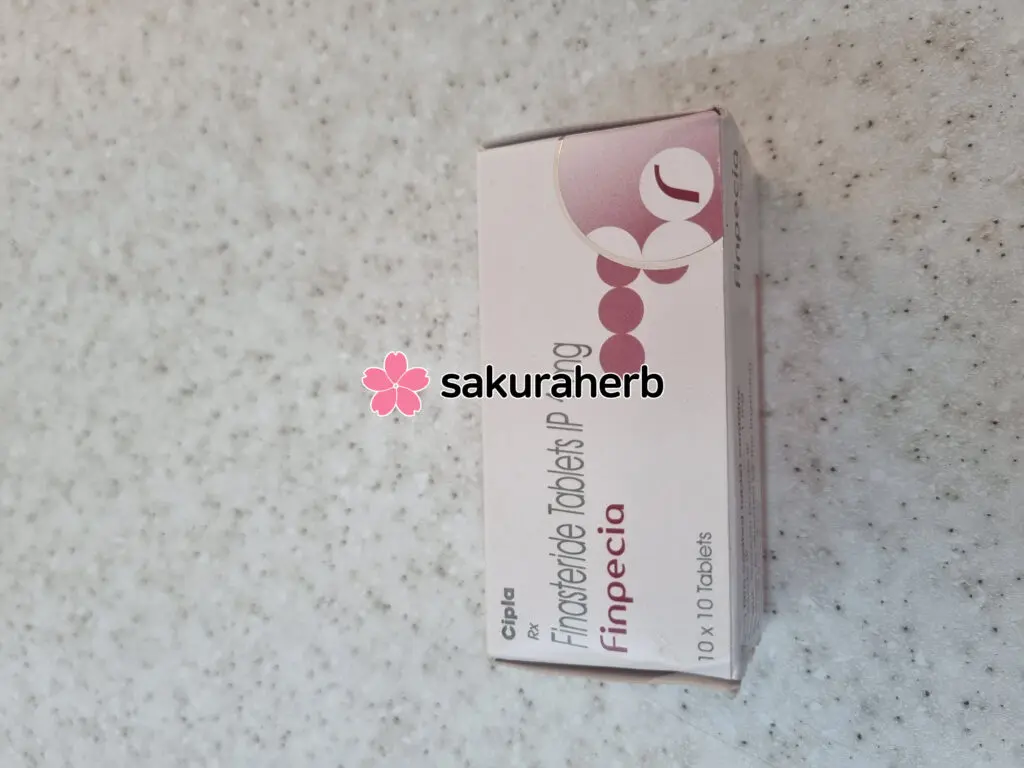 Cipla
Rx
Finasteride Tablets IP mg
Finpecia
10 x 10 Tablets
Finpecia
sakuraherb